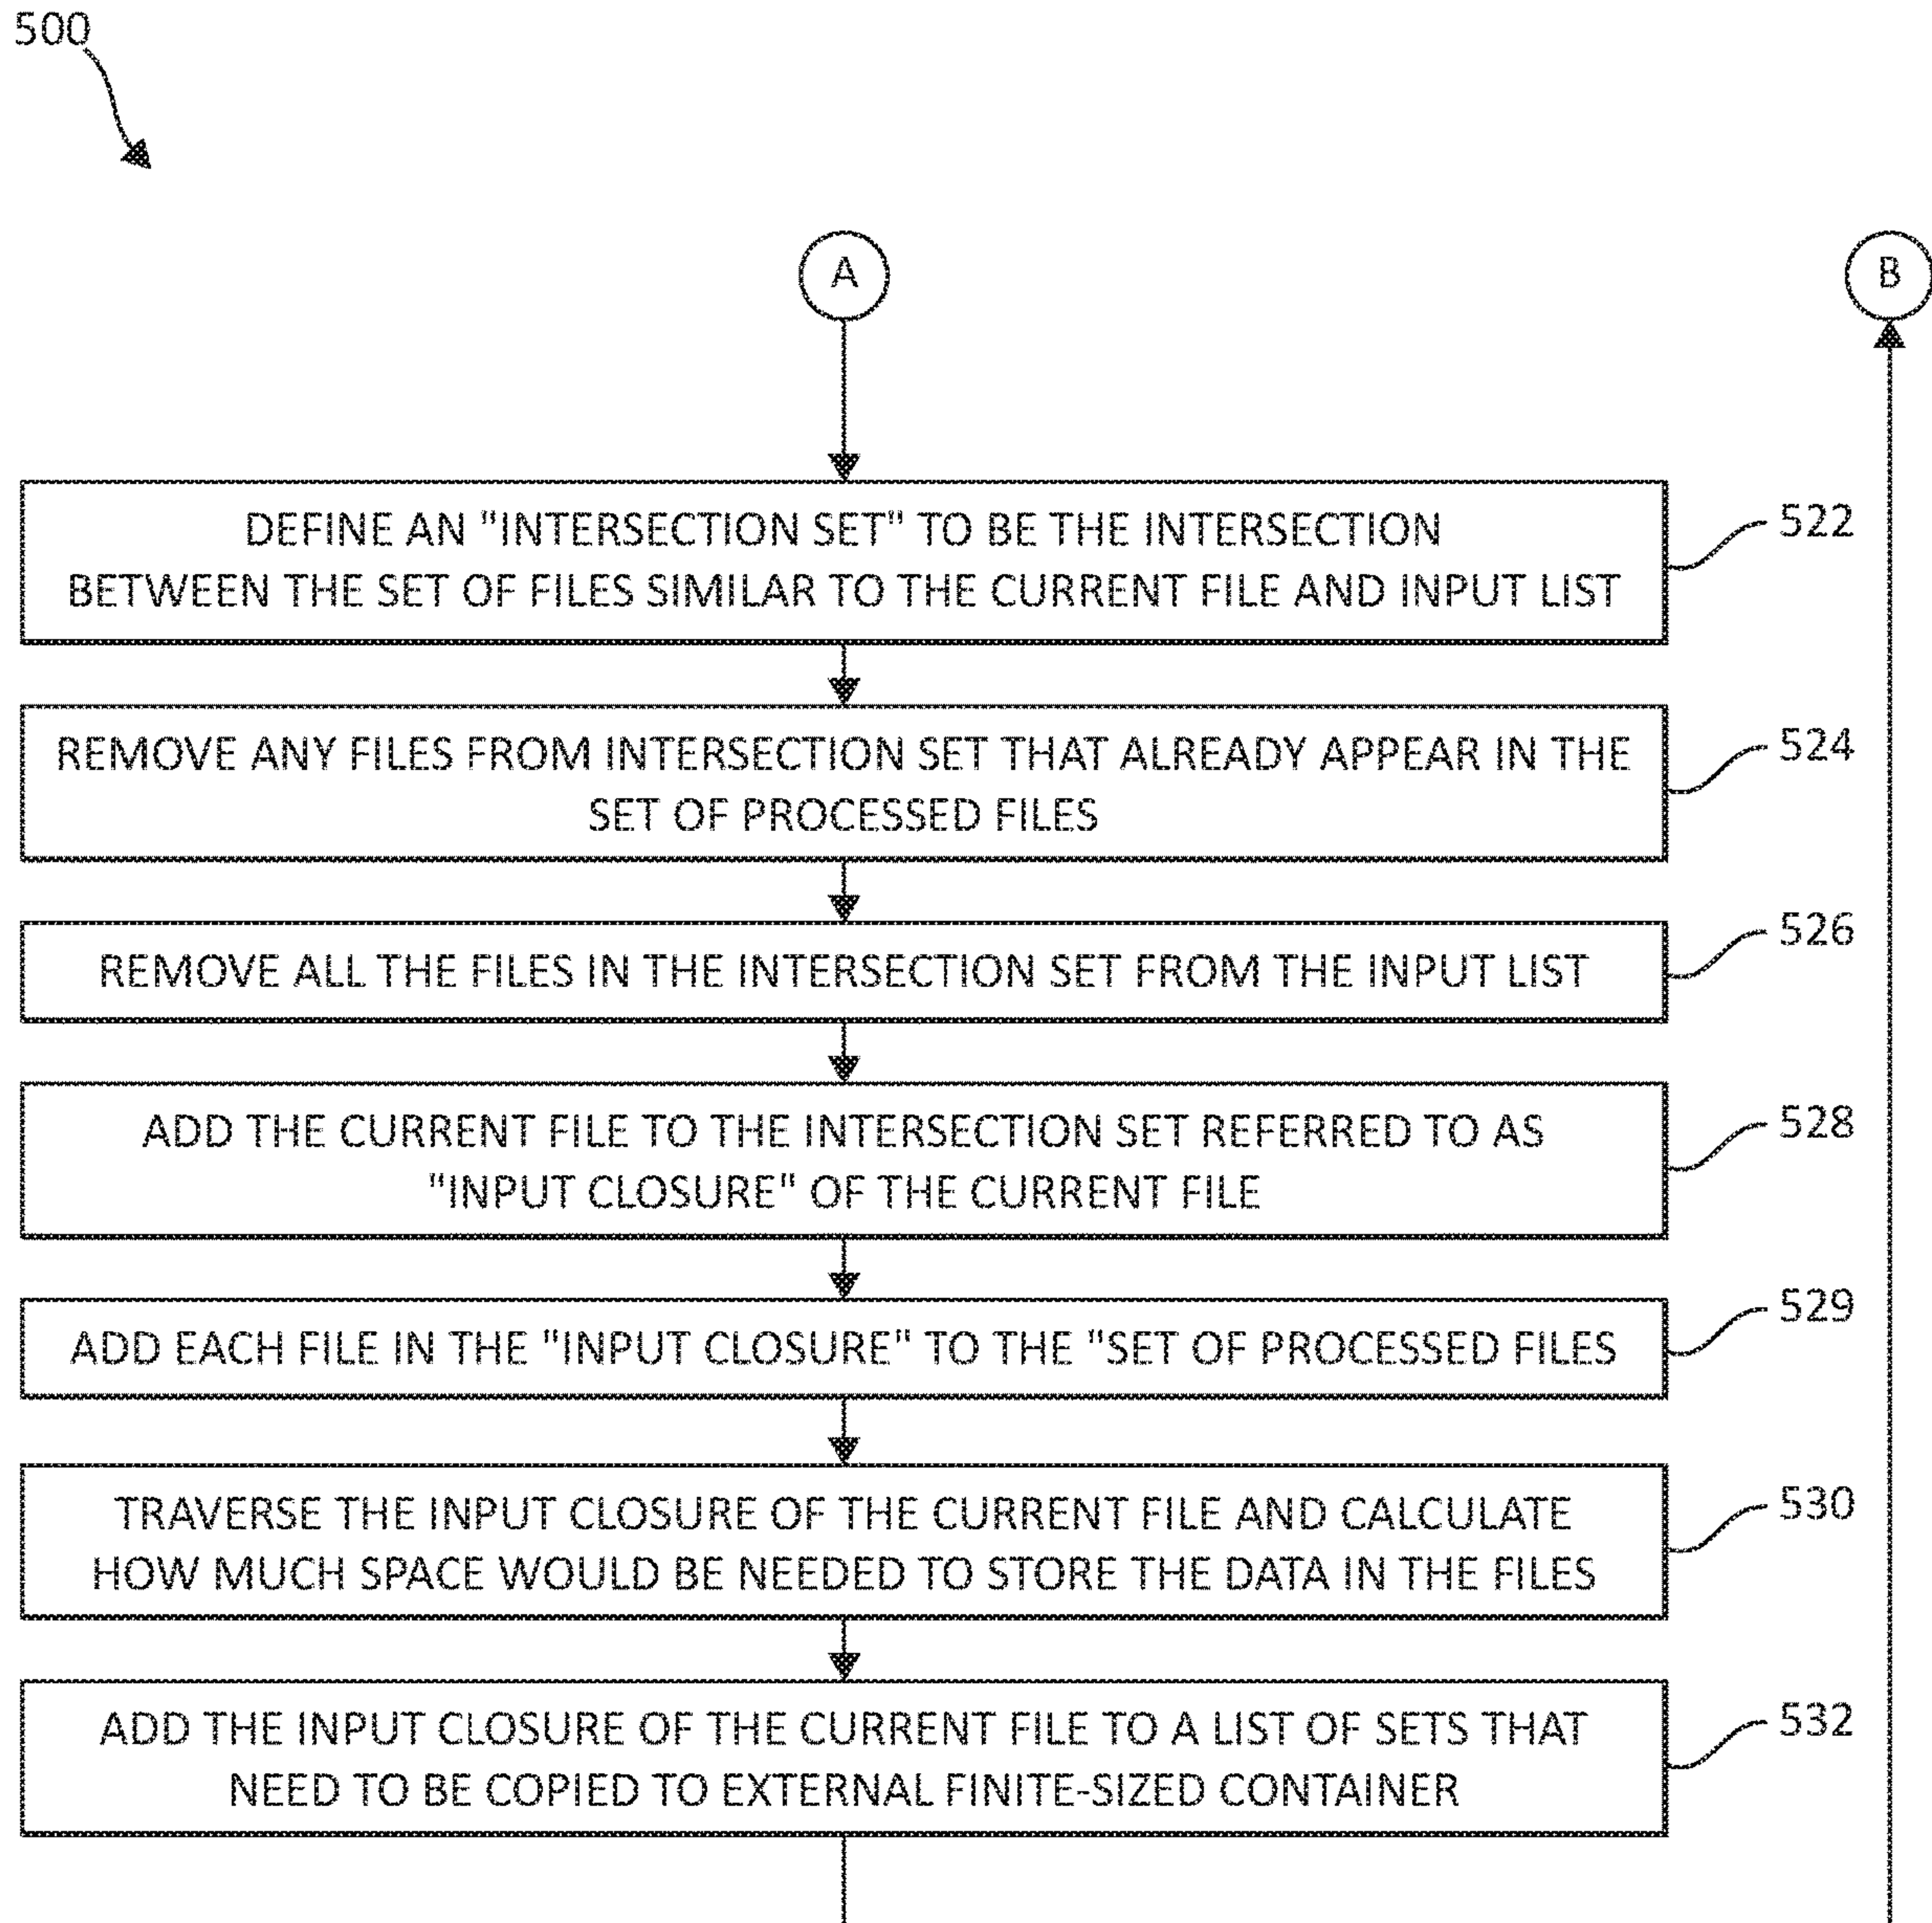 500
A
B
DEFINE AN "INTERSECTION SET" TO BE THE INTERSECTION
BETWEEN THE SET OF FILES SIMILAR TO THE CURRENT FILE AND INPUT LIST
522
REMOVE ANY FILES FROM INTERSECTION SET THAT ALREADY APPEAR IN THE
SET OF PROCESSED FILES
524
REMOVE ALL THE FILES IN THE INTERSECTION SET FROM THE INPUT LIST
526
ADD THE CURRENT FILE TO THE INTERSECTION SET REFERRED TO AS
"INPUT CLOSURE" OF THE CURRENT FILE
528
ADD EACH FILE IN THE "INPUT CLOSURE" TO THE "SET OF PROCESSED FILES
529
TRAVERSE THE INPUT CLOSURE OF THE CURRENT FILE AND CALCULATE
HOW MUCH SPACE WOULD BE NEEDED TO STORE THE DATA IN THE FILES
530
ADD THE INPUT CLOSURE OF THE CURRENT FILE TO A LIST OF SETS THAT
NEED TO BE COPIED TO EXTERNAL FINITE-SIZED CONTAINER
532